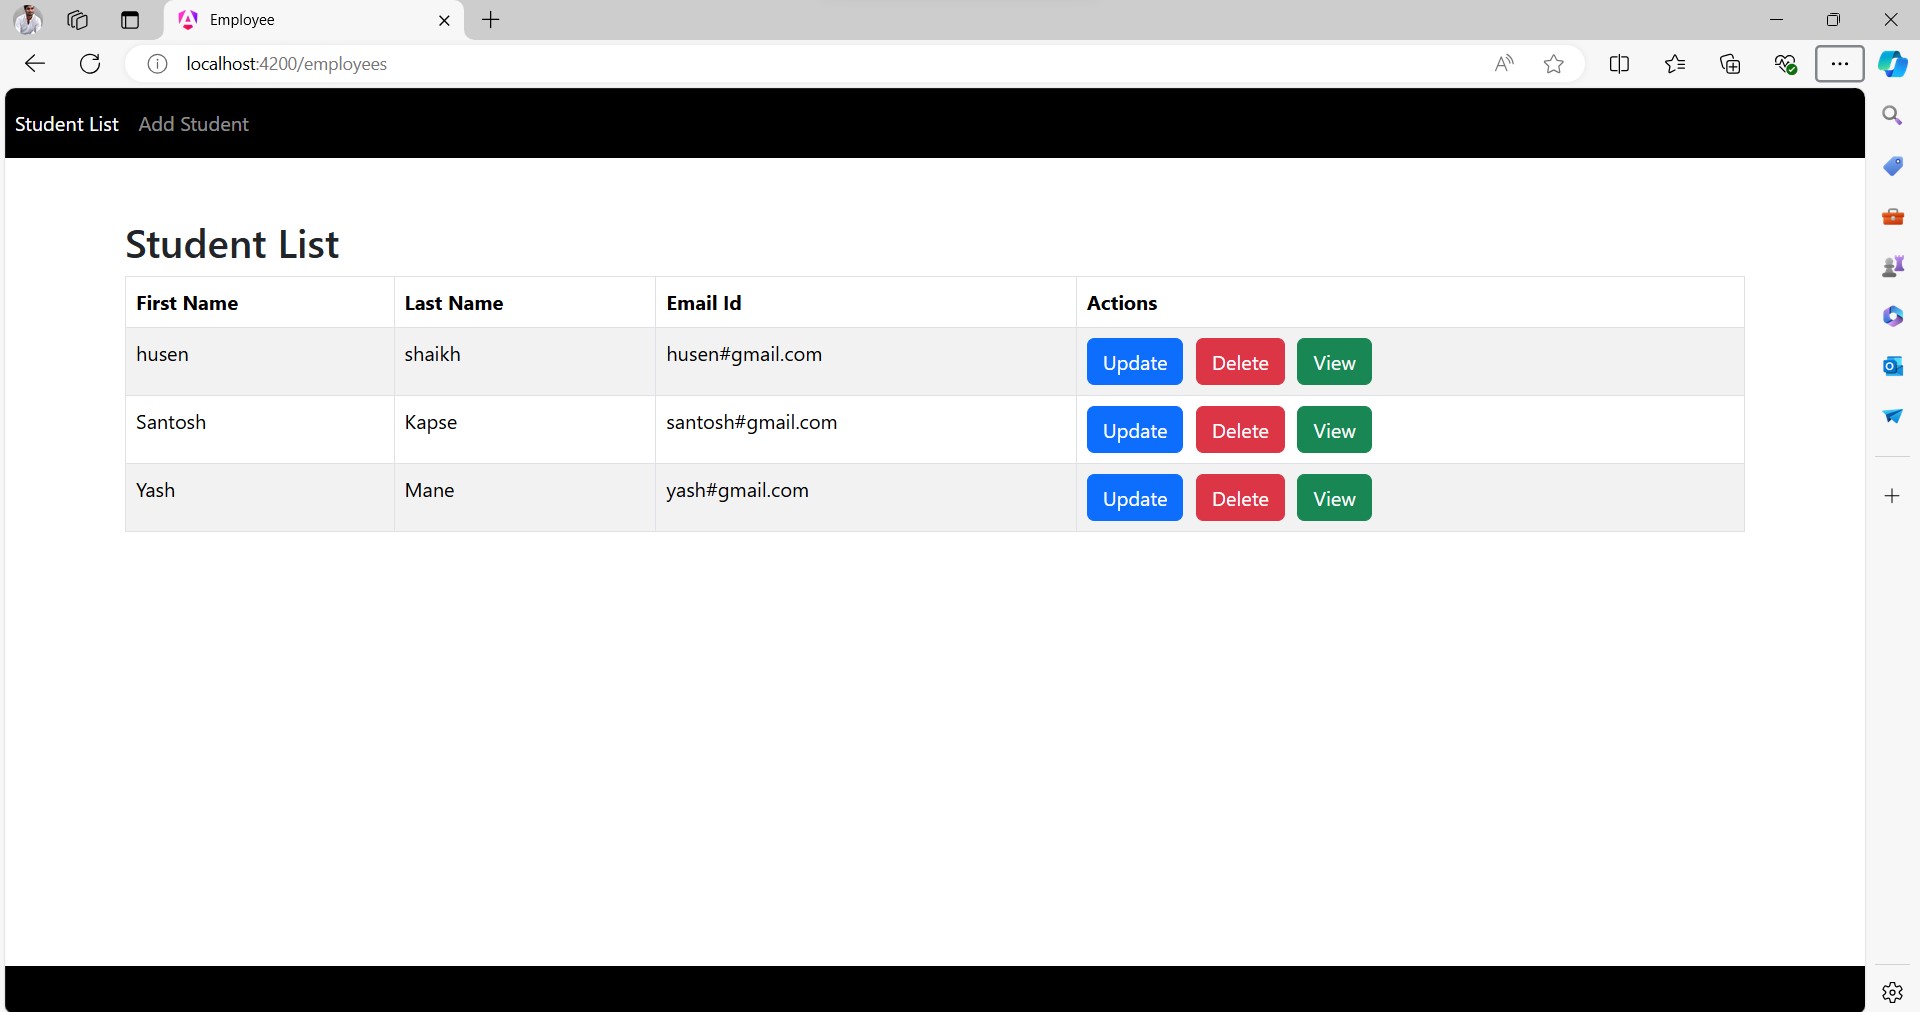 Employee
localhost:4200/employees
Student List Add Student
Student List
First Name Last Name Email Id Actions
husen shaikh husen#gmail.com Update Delete View
Santosh Kapse santosh#gmail.com Update Delete View
Yash Mane yash#gmail.com Update Delete View